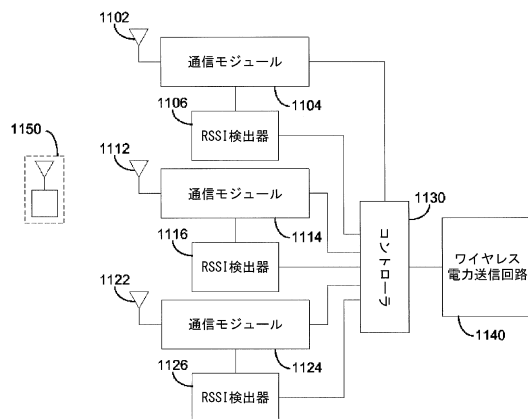 1102
通信モジュール
1106
1104
1150
RSSI検出器
1112
1130
通信モジュール
1116
1114
コントローラ
ワイヤレス
電力送信回路
RSSI検出器
1122
通信モジュール
1140
1126
1124
RSSI検出器